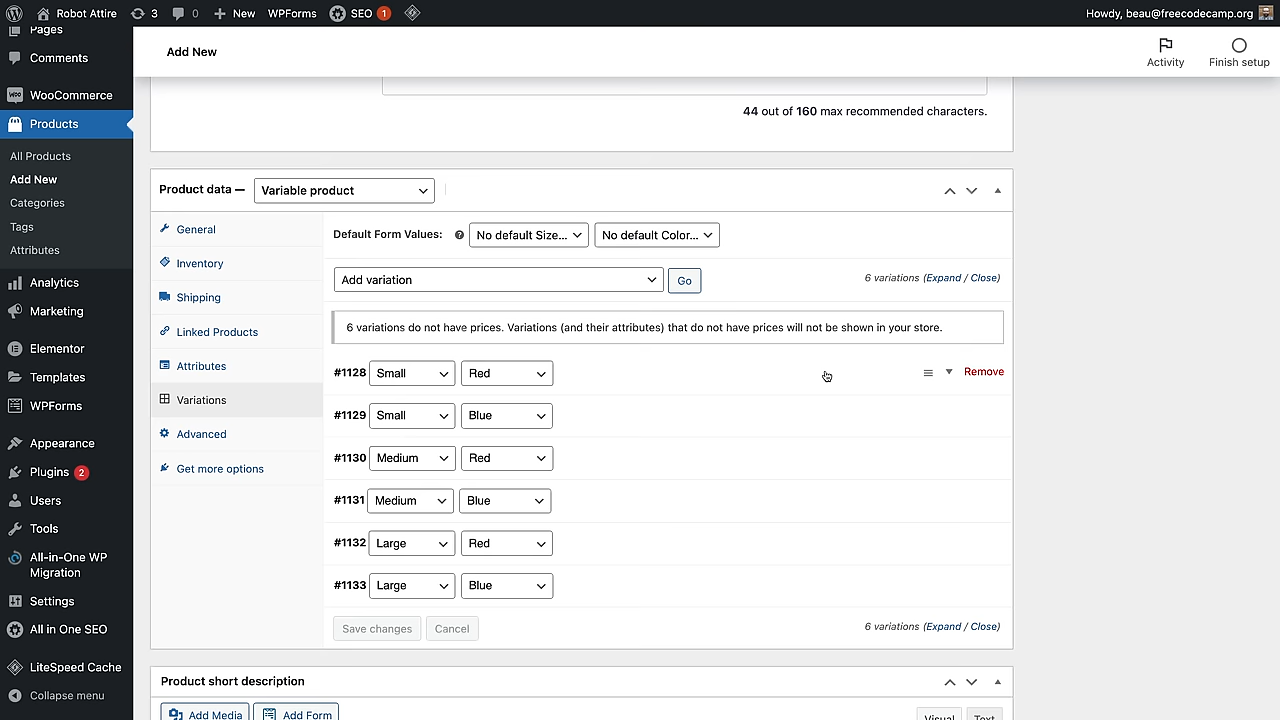 Robot Attire 3 0 New WPForms SEO 1 Howdy, beau@freecodecamp.org
Pages
Comments
WooCommerce
Products
All Products
Add New
Categories
Tags
Attributes
Analytics
Marketing
Elementor
Templates
WPForms
Appearance
Plugins 2
Users
Tools
All-in-One WP
Migration
Settings
All in One SEO
LiteSpeed Cache
Collapse menu
Add New
Activity
Finish setup
44 out of 160 max recommended characters.
Product data — Variable product
General
Inventory
Shipping
Linked Products
Attributes
Variations
Advanced
Get more options
Default Form Values: No default Size... No default Color...
Add variation Go 6 variations (Expand / Close)
6 variations do not have prices. Variations (and their attributes) that do not have prices will not be shown in your store.
#1128 Small Red Remove
#1129 Small Blue
#1130 Medium Red
#1131 Medium Blue
#1132 Large Red
#1133 Large Blue
Save changes Cancel 6 variations (Expand / Close)
Product short description
Add Media Add Form Visual Text